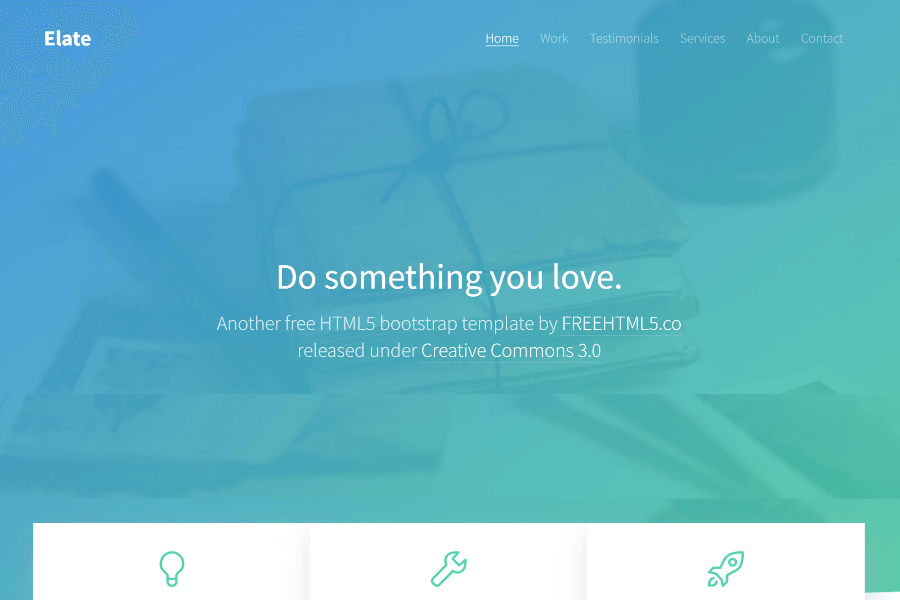 Elate
Home Work Testimonials Services About Contact
Do something you love.
Another free HTML5 bootstrap template by FREEHTML5.co
released under Creative Commons 3.0